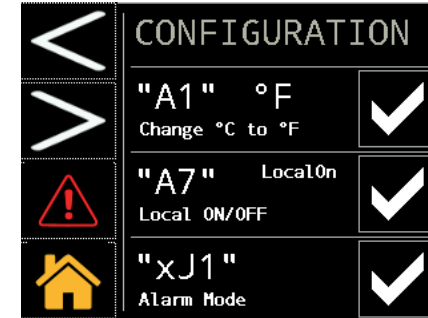 CONFIGURATION
"A1" °F
Change °C to °F
"A7" LocalOn
Local ON/OFF
"xJ1"
Alarm Mode